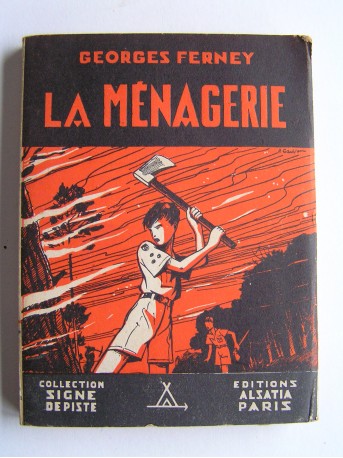 GEORGES FERNEY
LA MÉNAGERIE
COLLECTION
SIGNE
DE PISTE
EDITIONS
ALSATIA
PARIS